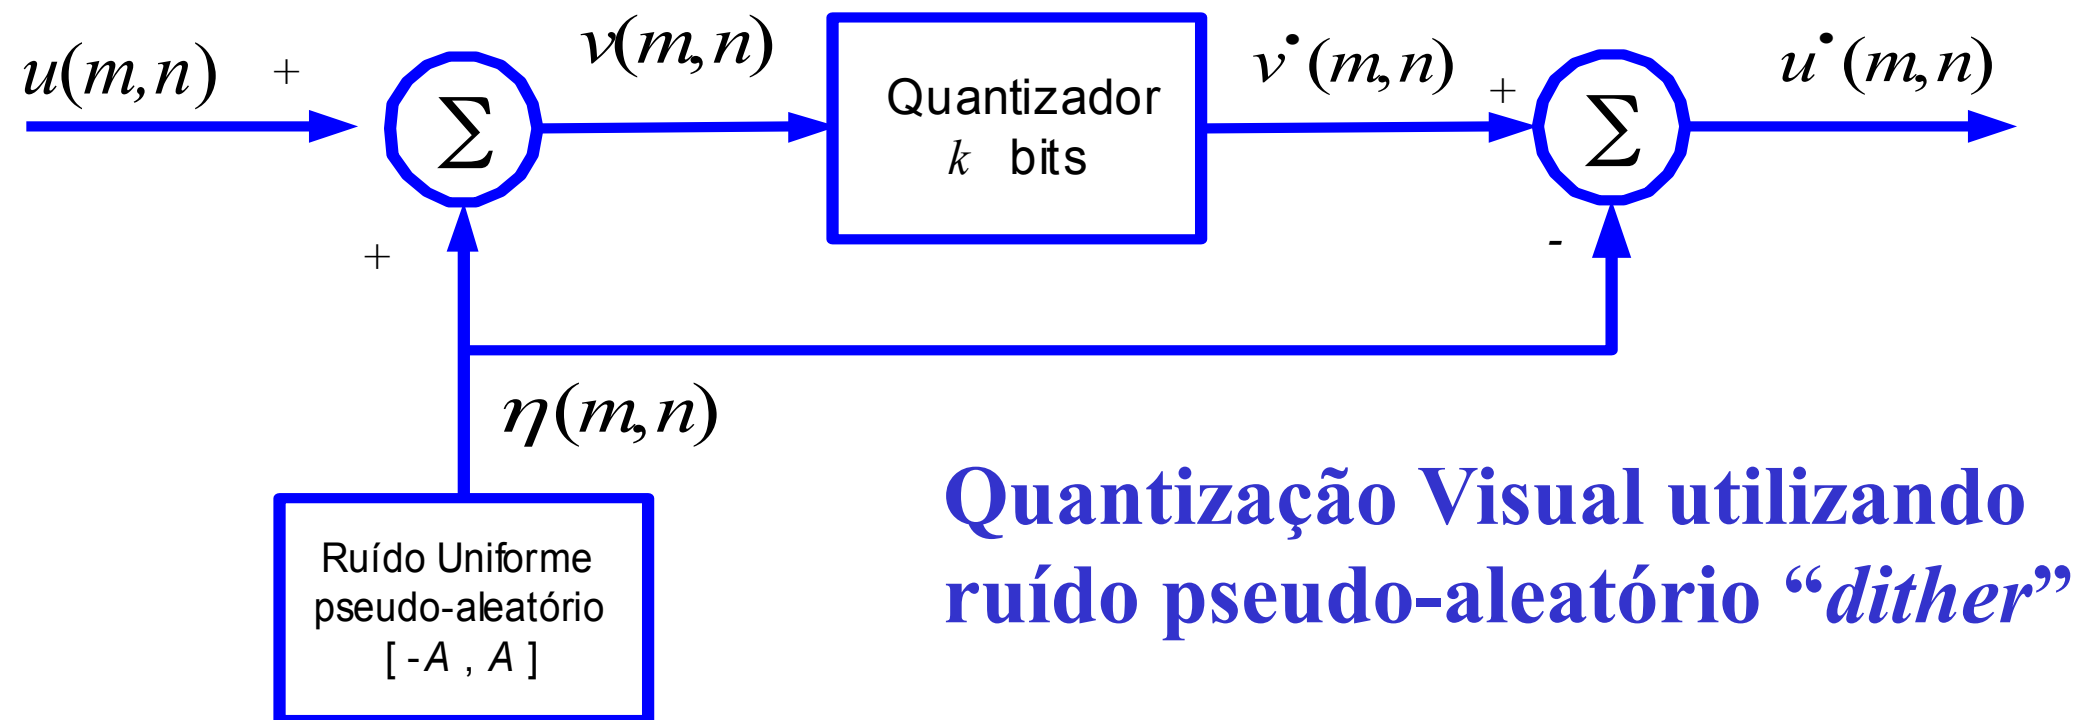 u(m,n)
+
Σ
v(m,n)
Quantizador
k bits
v˙(m,n)
+
Σ
u˙(m,n)
+
-
η(m,n)
Ruído Uniforme
pseudo-aleatório
[ -A , A ]
Quantização Visual utilizando
ruído pseudo-aleatório “dither”